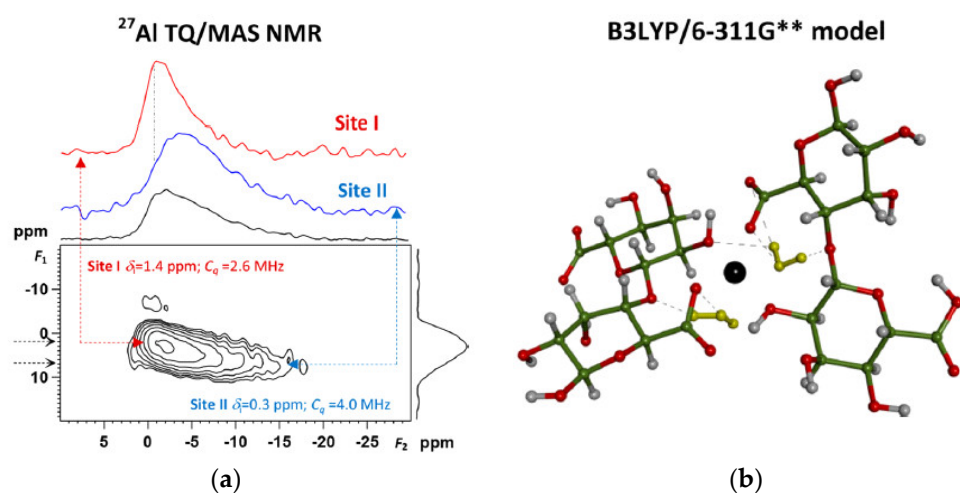 ²⁷Al TQ/MAS NMR
B3LYP/6-311G** model
Site I
Site II
ppm
F₁
Site I δᵢ=1.4 ppm; C_q =2.6 MHz
-10
0
10
Site II δᵢ=0.3 ppm; C_q =4.0 MHz
5 0 -5 -10 -15 -20 -25 F₂ ppm
(a)
(b)